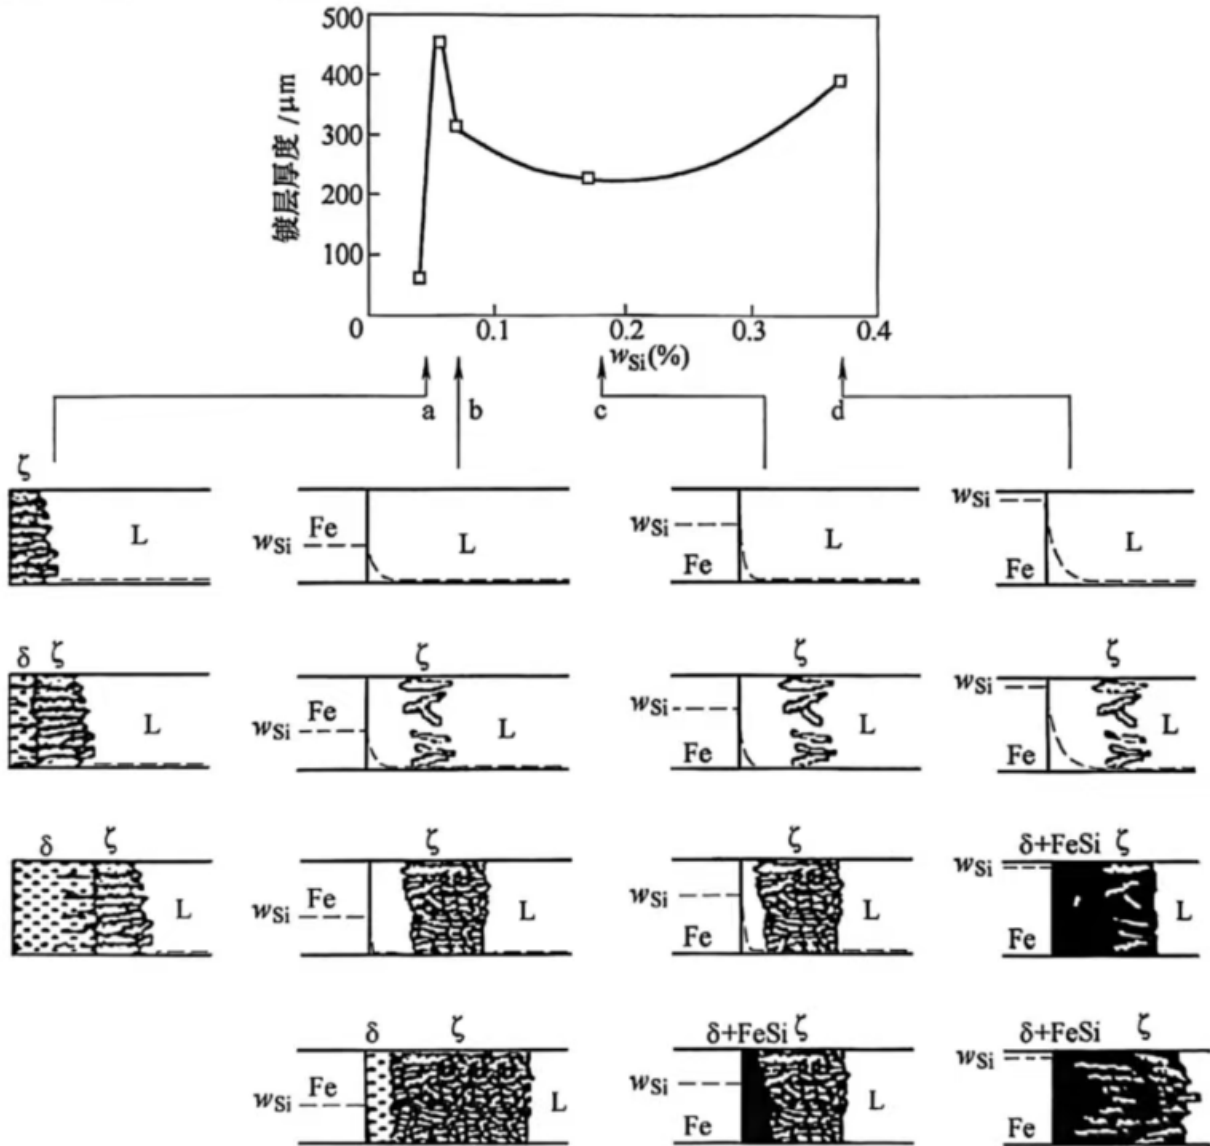 500
400
300
200
100
镀层厚度 /μm
0 0.1 0.2 0.3 0.4
wSi(%)
a b c d
ζ
L
Fe
wSi
L
wSi
Fe
L
wSi
Fe
L
δ ζ
L
ζ
Fe
wSi
L
ζ
wSi
Fe
L
ζ
wSi
Fe
L
δ ζ
L
ζ
Fe
wSi
L
ζ
wSi
Fe
L
δ+FeSi ζ
wSi
Fe
L
δ ζ
Fe
wSi
L
δ+FeSi ζ
wSi
Fe
L
δ+FeSi ζ
wSi
Fe
L